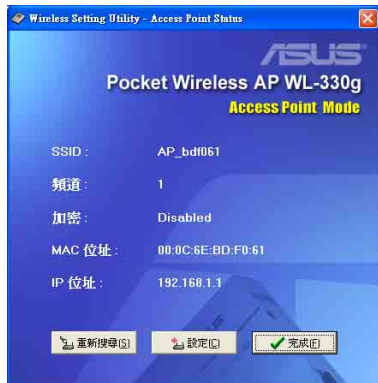 Wireless Setting Utility - Access Point Status
ASUS
Pocket Wireless AP WL-330g
Access Point Mode
SSID : AP_bdf061
頻道 : 1
加密 : Disabled
MAC 位址 : 00:0C:6E:BD:F0:61
IP 位址 : 192.168.1.1
重新搜尋(S) 設定(C) 完成(F)